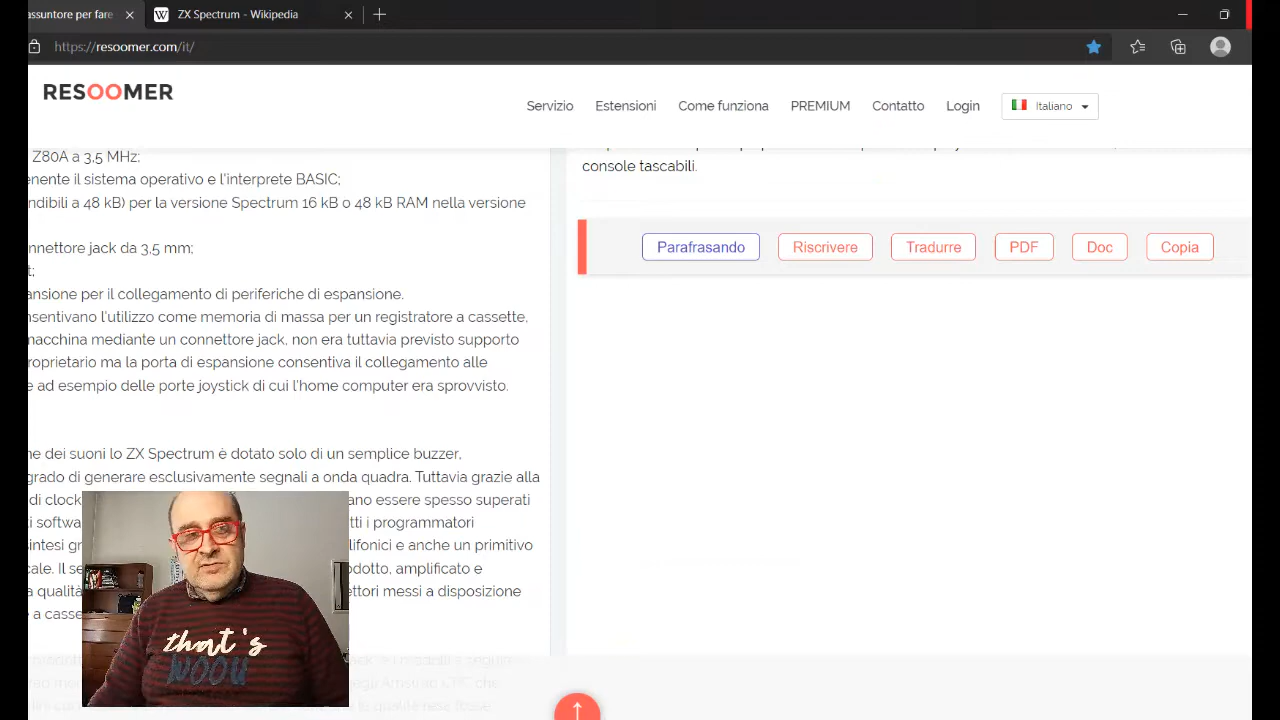 assuntore per fare
ZX Spectrum - Wikipedia
https://resoomer.com/it/
RESOOMER
Servizio
Estensioni
Come funziona
PREMIUM
Contatto
Login
Italiano
Z80A a 3,5 MHz;
enente il sistema operativo e l'interprete BASIC;
ndibili a 48 kB) per la versione Spectrum 16 kB o 48 kB RAM nella versione
nnettore jack da 3,5 mm;
t;
ansione per il collegamento di periferiche di espansione.
nsentivano l'utilizzo come memoria di massa per un registratore a cassette,
macchina mediante un connettore jack, non era tuttavia previsto supporto
roprietario ma la porta di espansione consentiva il collegamento alle
e ad esempio delle porte joystick di cui l'home computer era sprovvisto.
ne dei suoni lo ZX Spectrum è dotato solo di un semplice buzzer,
grado di generare esclusivamente segnali a onda quadra. Tuttavia grazie alla
di clock ano essere spesso superati
ti softwa tti i programmatori
sintesi gr lifonici e anche un primitivo
cale. Il se odotto, amplificato e
a qualità ettori messi a disposizione
e a casse
console tascabili.
Parafrasando
Riscrivere
Tradurre
PDF
Doc
Copia
that's